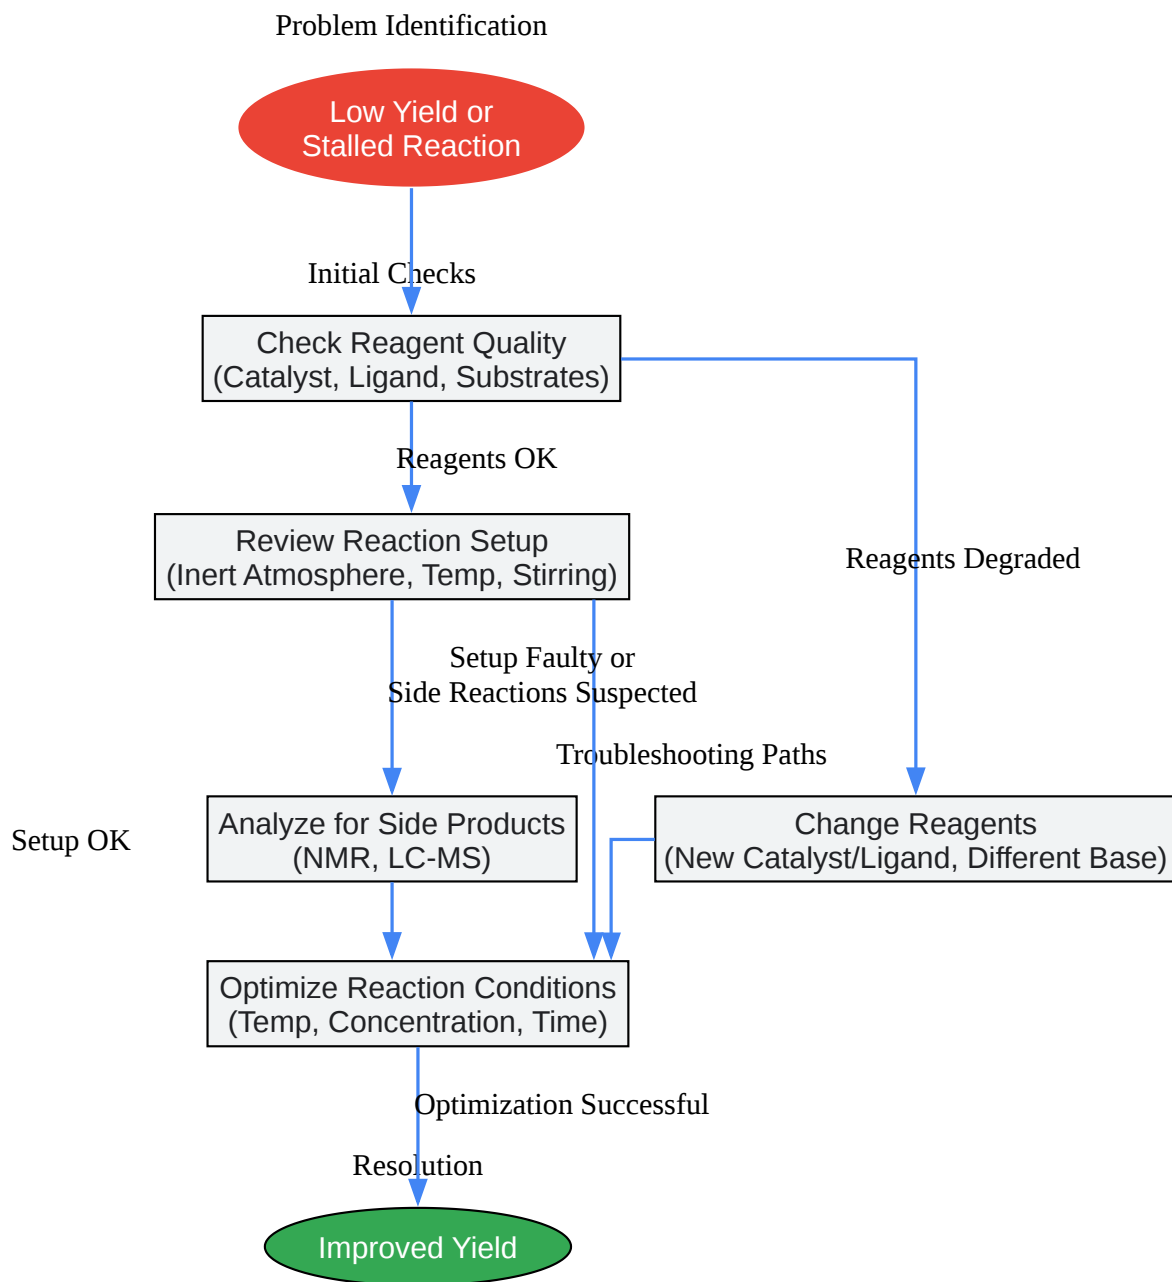 Problem Identification
Low Yield or
Stalled Reaction
Initial Checks
Check Reagent Quality
(Catalyst, Ligand, Substrates)
Reagents OK
Review Reaction Setup
(Inert Atmosphere, Temp, Stirring)
Reagents Degraded
Setup Faulty or
Side Reactions Suspected
Troubleshooting Paths
Setup OK
Analyze for Side Products
(NMR, LC-MS)
Change Reagents
(New Catalyst/Ligand, Different Base)
Optimize Reaction Conditions
(Temp, Concentration, Time)
Optimization Successful
Resolution
Improved Yield